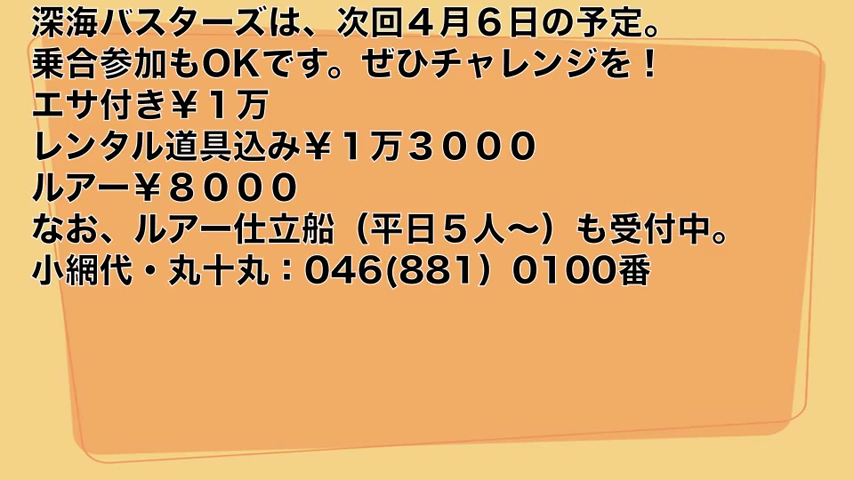 深海バスターズは、次回４月６日の予定。
乗合参加もOKです。ぜひチャレンジを！
エサ付き￥１万
レンタル道具込み￥１万３０００
ルアー￥８０００
なお、ルアー仕立船（平日５人〜）も受付中。
小網代・丸十丸：046(881）0100番